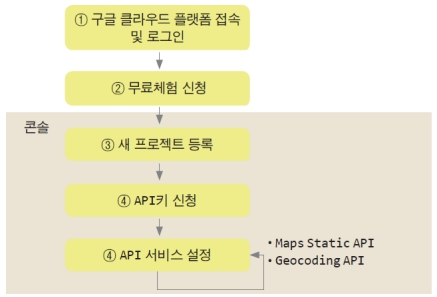 ① 구글 클라우드 플랫폼 접속
및 로그인
② 무료체험 신청
콘솔
③ 새 프로젝트 등록
④ API키 신청
④ API 서비스 설정
• Maps Static API
• Geocoding API